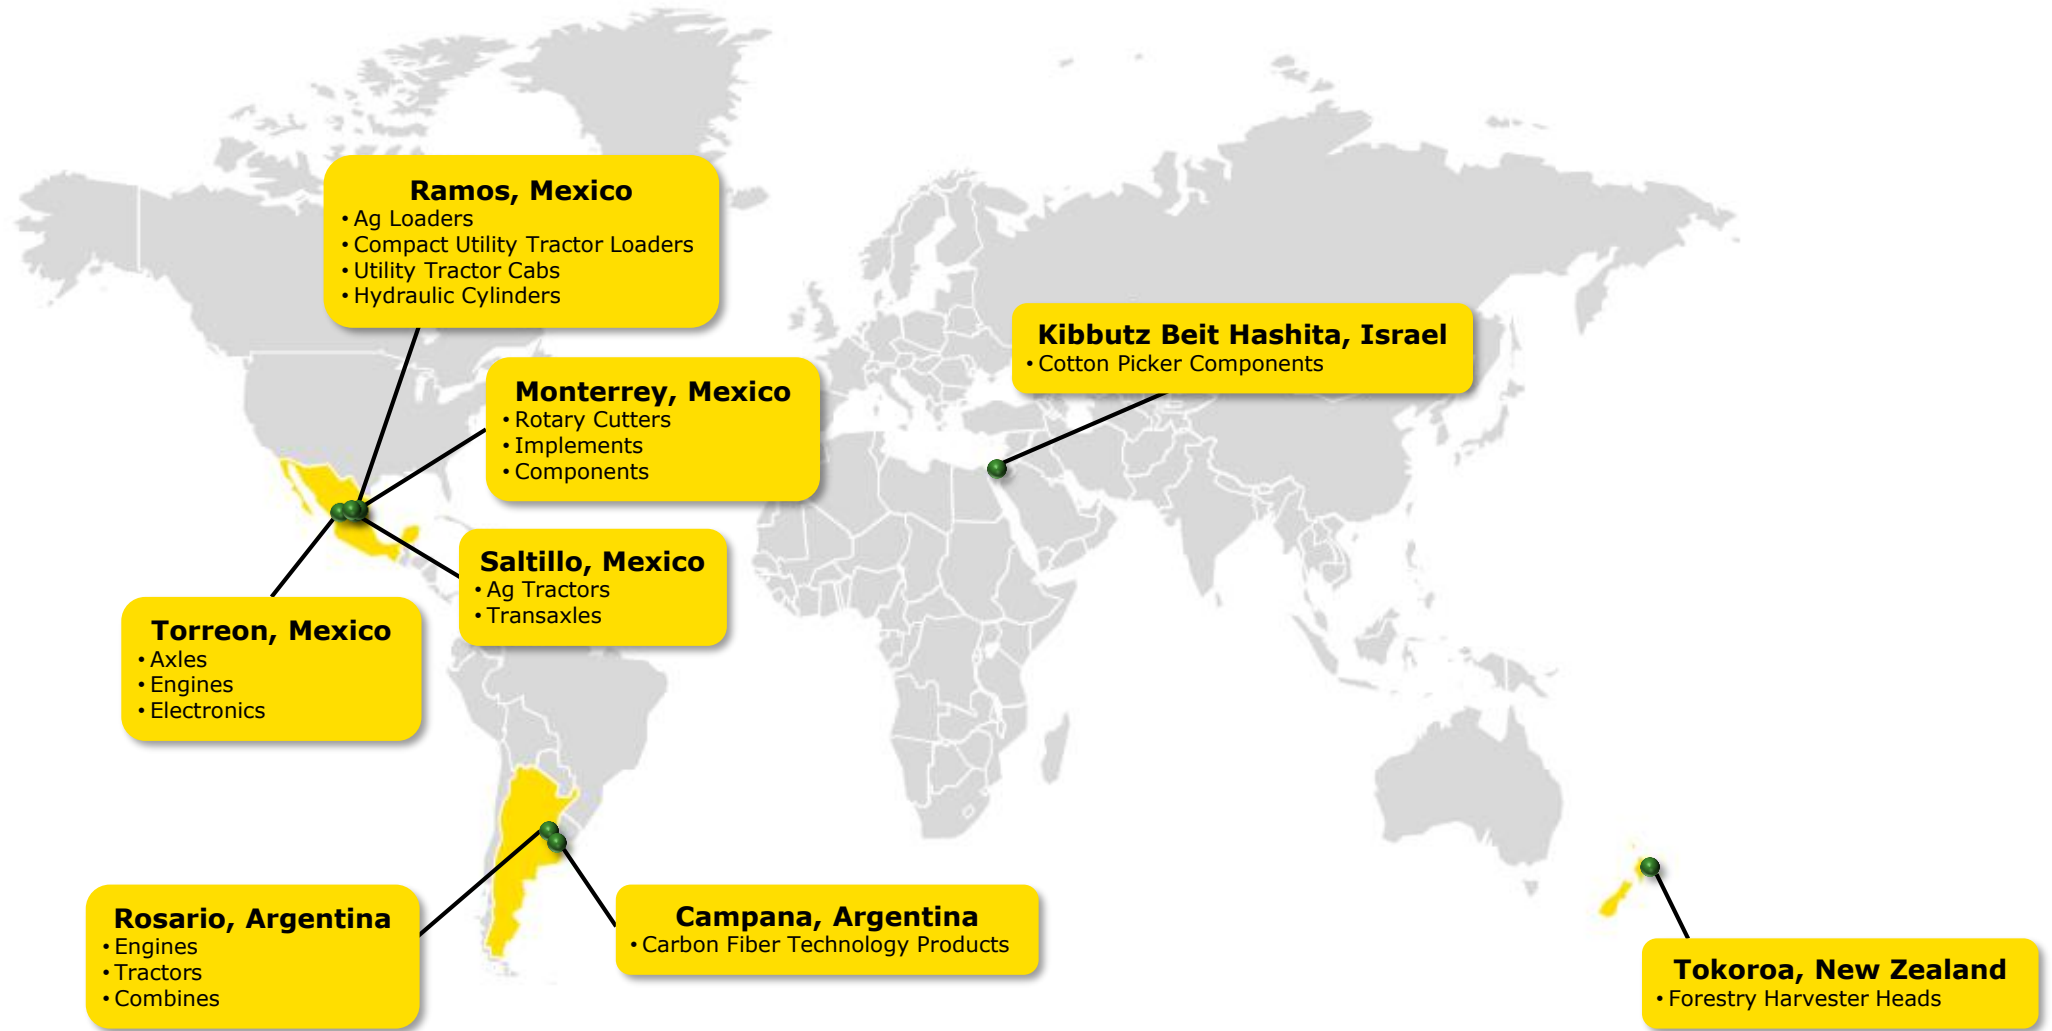 Ramos, Mexico
• Ag Loaders
• Compact Utility Tractor Loaders
• Utility Tractor Cabs
• Hydraulic Cylinders
Kibbutz Beit Hashita, Israel
• Cotton Picker Components
Monterrey, Mexico
• Rotary Cutters
• Implements
• Components
Saltillo, Mexico
• Ag Tractors
• Transaxles
Torreon, Mexico
• Axles
• Engines
• Electronics
Rosario, Argentina
• Engines
• Tractors
• Combines
Campana, Argentina
• Carbon Fiber Technology Products
Tokoroa, New Zealand
• Forestry Harvester Heads